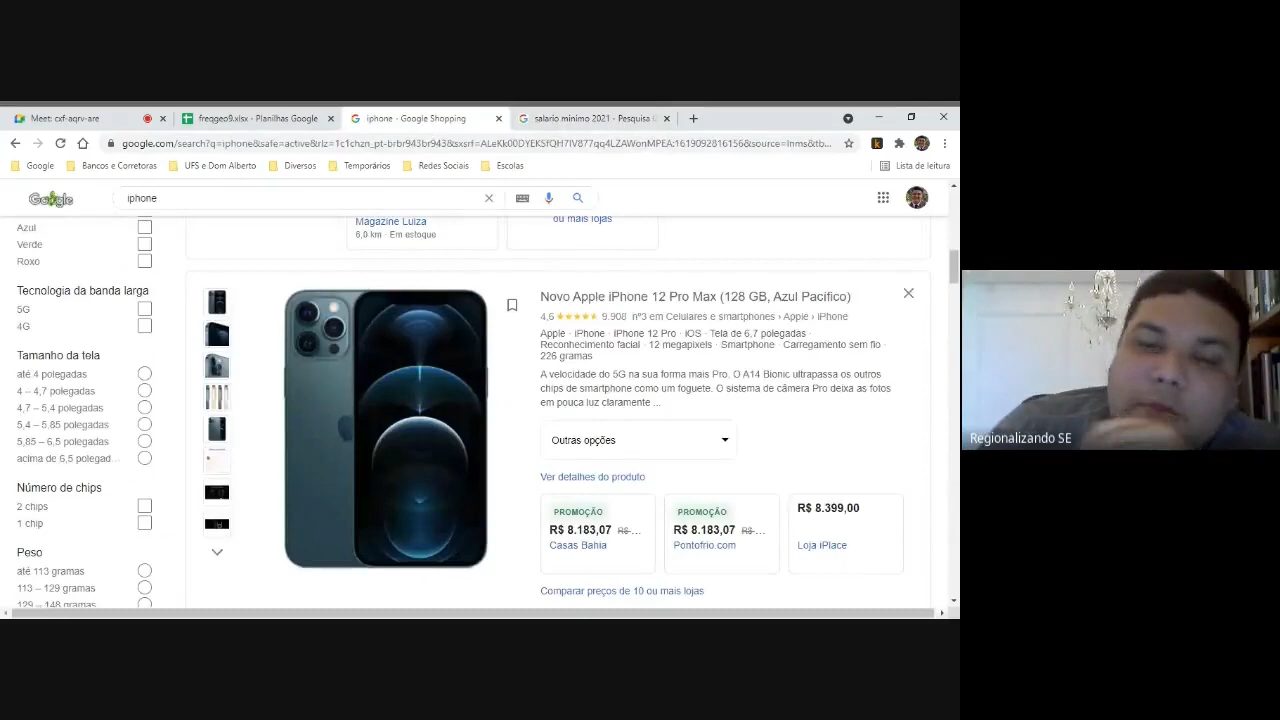 Meet: cxf-aqrv-are
freqgeo9.xlsx - Planilhas Google
iphone - Google Shopping
salario minimo 2021 - Pesquisa G
Google
Bancos e Corretoras
UFS e Dom Alberto
Diversos
Temporários
Redes Sociais
Escolas
Lista de leitura
Google
iphone
Magazine Luiza
6,0 km · Em estoque
ou mais lojas
Azul
Verde
Roxo
Tecnologia da banda larga
5G
4G
Tamanho da tela
até 4 polegadas
4 – 4,7 polegadas
4,7 – 5,4 polegadas
5,4 – 5,85 polegadas
5,85 – 6,5 polegadas
acima de 6,5 polegad…
Número de chips
2 chips
1 chip
Peso
até 113 gramas
113 – 129 gramas
129 – 148 gramas
Novo Apple iPhone 12 Pro Max (128 GB, Azul Pacífico)
4,6 ★★★★★ 9.908 nº3 em Celulares e smartphones › Apple › iPhone
Apple · iPhone · iPhone 12 Pro · iOS · Tela de 6,7 polegadas ·
Reconhecimento facial · 12 megapixels · Smartphone · Carregamento sem fio ·
226 gramas
A velocidade do 5G na sua forma mais Pro. O A14 Bionic ultrapassa os outros
chips de smartphone como um foguete. O sistema de câmera Pro deixa as fotos
em pouca luz claramente ...
Outras opções
Ver detalhes do produto
PROMOÇÃO
R$ 8.183,07 R$ ...
Casas Bahia
PROMOÇÃO
R$ 8.183,07 R$ ...
Pontofrio.com
R$ 8.399,00
Loja iPlace
Comparar preços de 10 ou mais lojas
Regionalizando SE